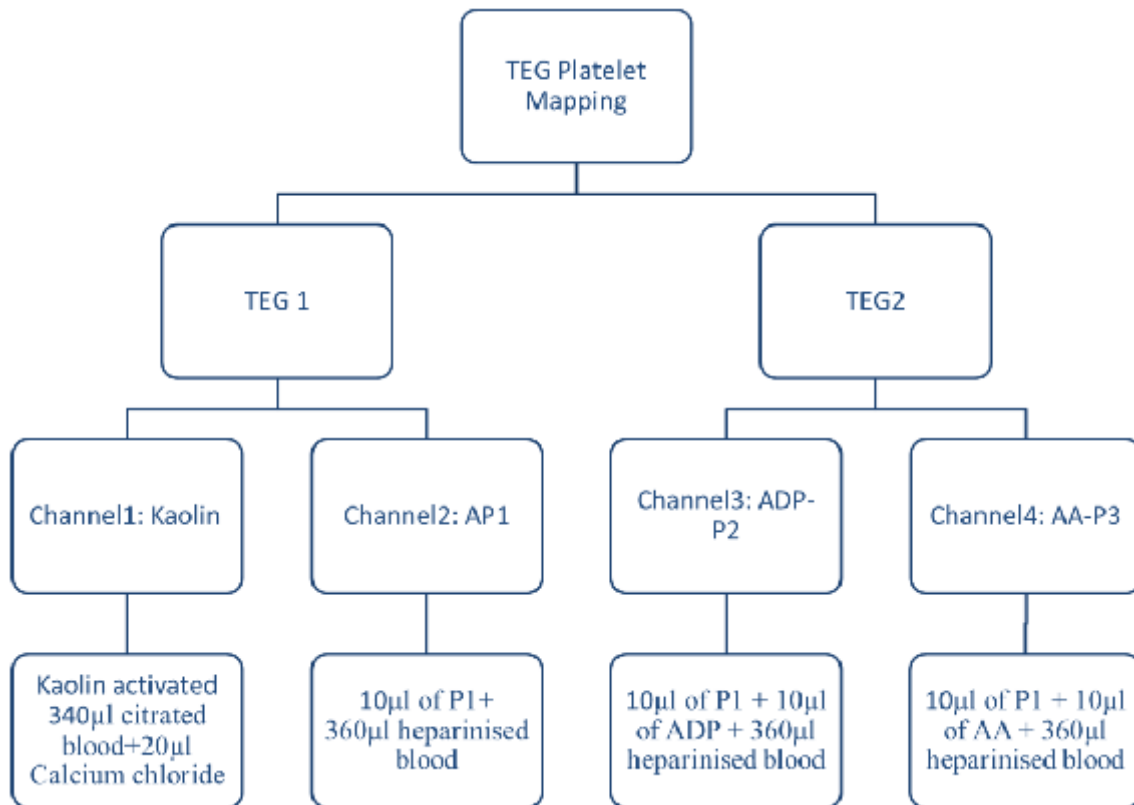 TEG Platelet
Mapping
TEG 1
TEG2
Channel1: Kaolin
Channel2: AP1
Channel3: ADP-
P2
Channel4: AA-P3
Kaolin activated
340µl citrated
blood+20µl
Calcium chloride
10µl of P1+
360µl heparinised
blood
10µl of P1 + 10µl
of ADP + 360µl
heparinised blood
10µl of P1 + 10µl
of AA + 360µl
heparinised blood